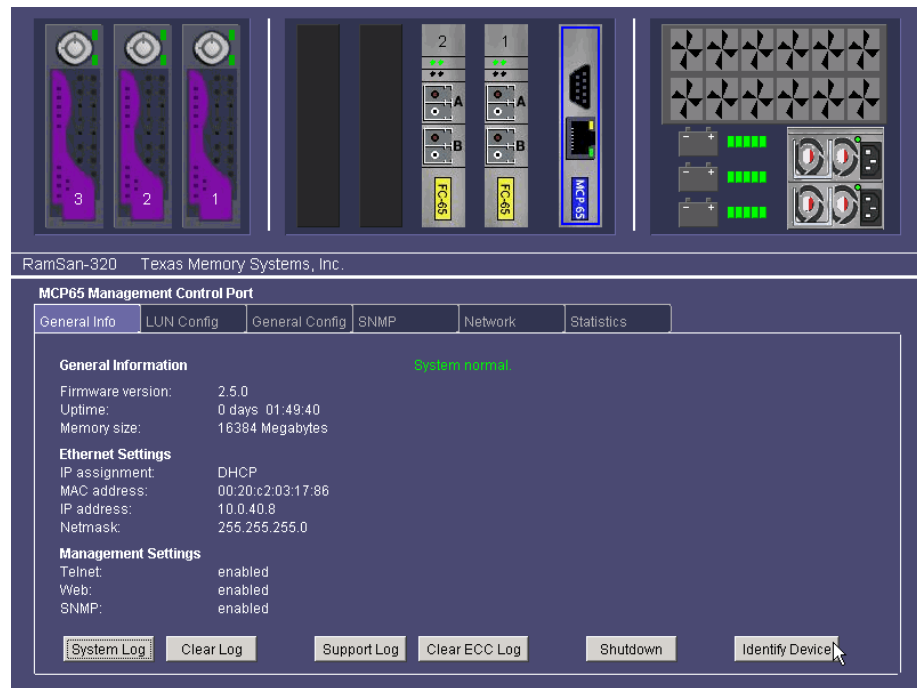 3
2
1
2
1
A
A
B
B
FC-65
FC-65
MCP-65
- +
- +
- +
RamSan-320 Texas Memory Systems, Inc.
MCP65 Management Control Port
General Info LUN Config General Config SNMP Network Statistics
General Information System normal.
Firmware version: 2.5.0
Uptime: 0 days 01:49:40
Memory size: 16384 Megabytes
Ethernet Settings
IP assignment: DHCP
MAC address: 00:20:c2:03:17:86
IP address: 10.0.40.8
Netmask: 255.255.255.0
Management Settings
Telnet: enabled
Web: enabled
SNMP: enabled
System Log Clear Log Support Log Clear ECC Log Shutdown Identify Device